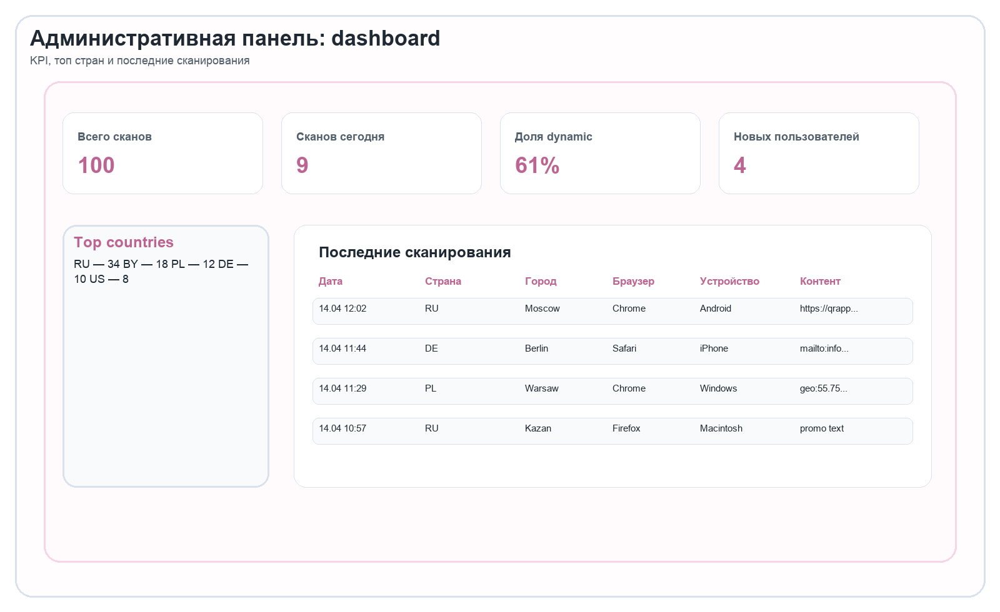 Административная панель: dashboard
KPI, топ стран и последние сканирования
Всего сканов
100
Сканов сегодня
9
Доля dynamic
61%
Новых пользователей
4
Top countries
RU — 34 BY — 18 PL — 12 DE —
10 US — 8
Последние сканирования
Дата Страна Город Браузер Устройство Контент
14.04 12:02 RU Moscow Chrome Android https://qrapp...
14.04 11:44 DE Berlin Safari iPhone mailto:info...
14.04 11:29 PL Warsaw Chrome Windows geo:55.75...
14.04 10:57 RU Kazan Firefox Macintosh promo text